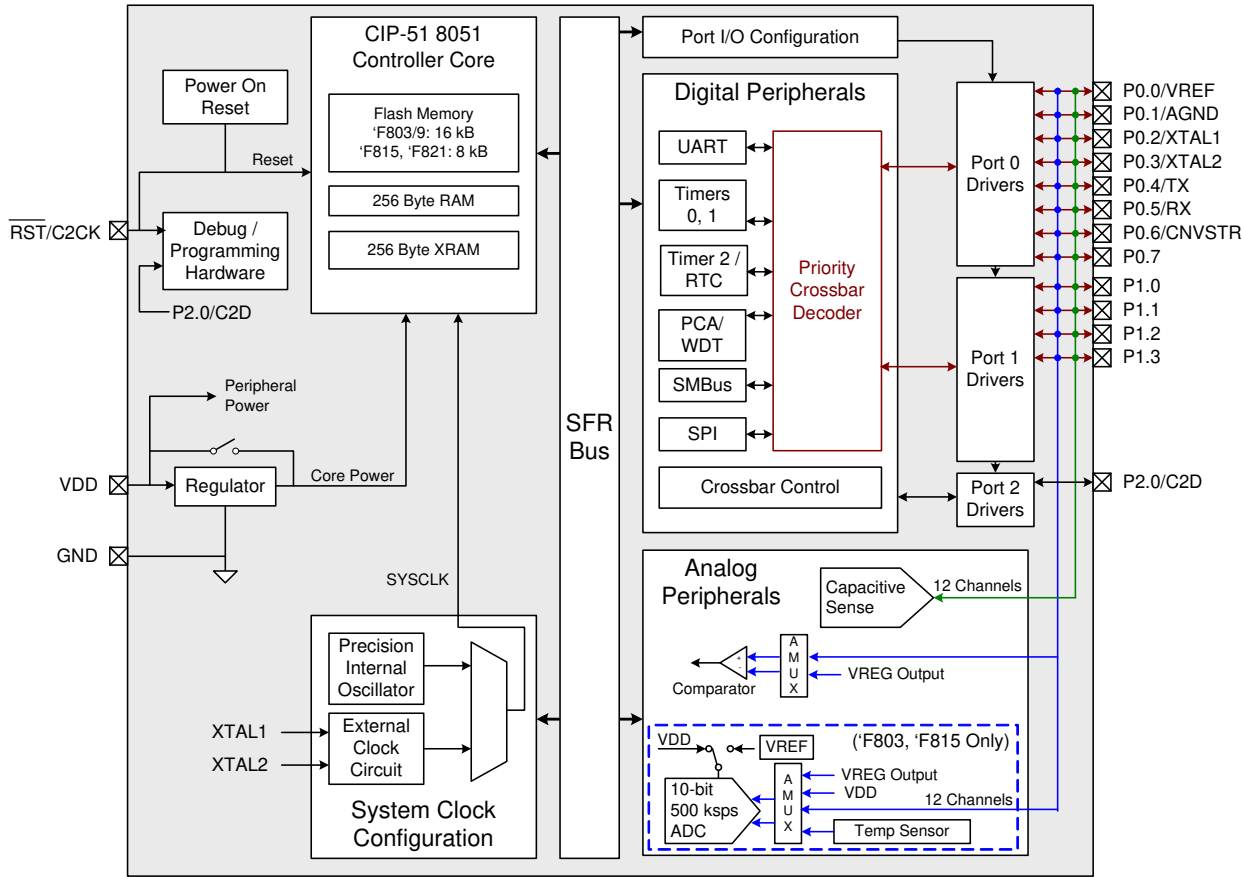 CIP-51 8051
Controller Core
Flash Memory
‘F803/9: 16 kB
‘F815, ‘F821: 8 kB
256 Byte RAM
256 Byte XRAM
Power On
Reset
Reset
RST/C2CK
Debug /
Programming
Hardware
P2.0/C2D
Peripheral
Power
VDD
Regulator
Core Power
GND
SYSCLK
Precision
Internal
Oscillator
External
Clock
Circuit
XTAL1
XTAL2
System Clock
Configuration
SFR
Bus
Port I/O Configuration
Digital Peripherals
UART
Timers
0, 1
Timer 2 /
RTC
PCA/
WDT
SMBus
SPI
Priority
Crossbar
Decoder
Crossbar Control
Port 0
Drivers
Port 1
Drivers
Port 2
Drivers
P0.0/VREF
P0.1/AGND
P0.2/XTAL1
P0.3/XTAL2
P0.4/TX
P0.5/RX
P0.6/CNVSTR
P0.7
P1.0
P1.1
P1.2
P1.3
P2.0/C2D
Analog
Peripherals
Capacitive
Sense
12 Channels
A
M
U
X
+
-
Comparator
VREG Output
(‘F803, ‘F815 Only)
VDD
VREF
10-bit
500 ksps
ADC
A
M
U
X
VREG Output
VDD
12 Channels
Temp Sensor